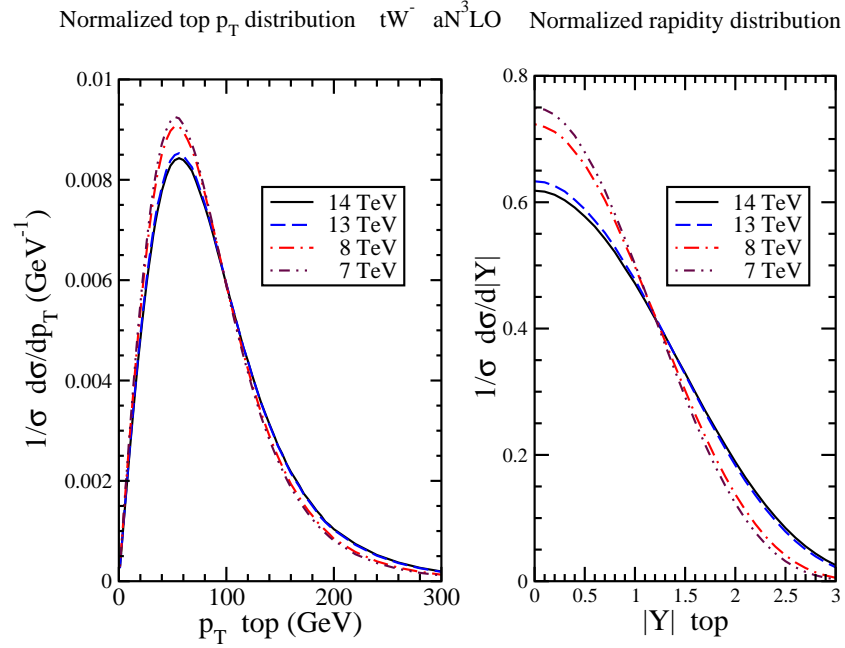 Normalized top p_T distribution tW^- aN^3LO Normalized rapidity distribution
0.01
0.008
0.006
0.004
0.002
0
0 100 200 300
1/σ dσ/dp_T (GeV^-1)
p_T top (GeV)
14 TeV
13 TeV
8 TeV
7 TeV
0.8
0.6
0.4
0.2
0
0 0.5 1 1.5 2 2.5 3
1/σ dσ/d|Y|
|Y| top
14 TeV
13 TeV
8 TeV
7 TeV